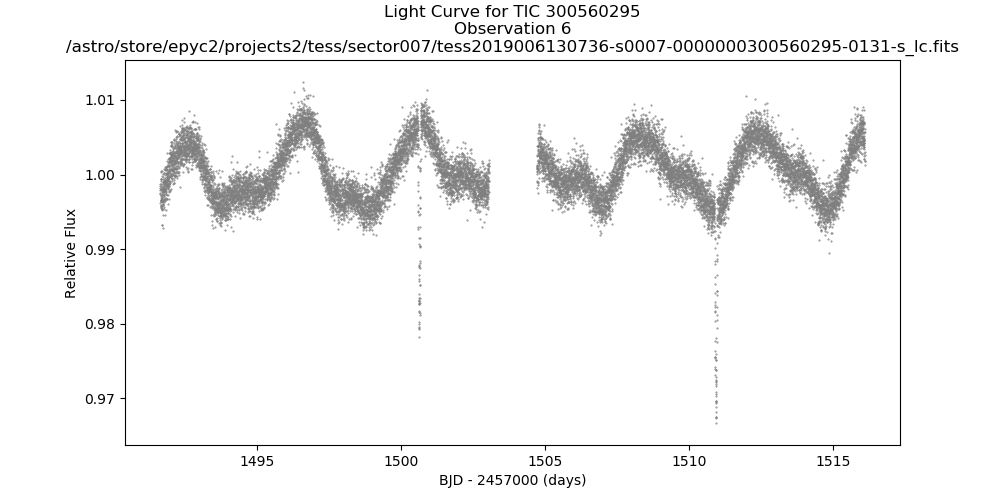 Light Curve for TIC 300560295
Observation 6
/astro/store/epyc2/projects2/tess/sector007/tess2019006130736-s0007-0000000300560295-0131-s_lc.fits
1.01
1.00
0.99
0.98
0.97
Relative Flux
1495
1500
1505
1510
1515
BJD - 2457000 (days)